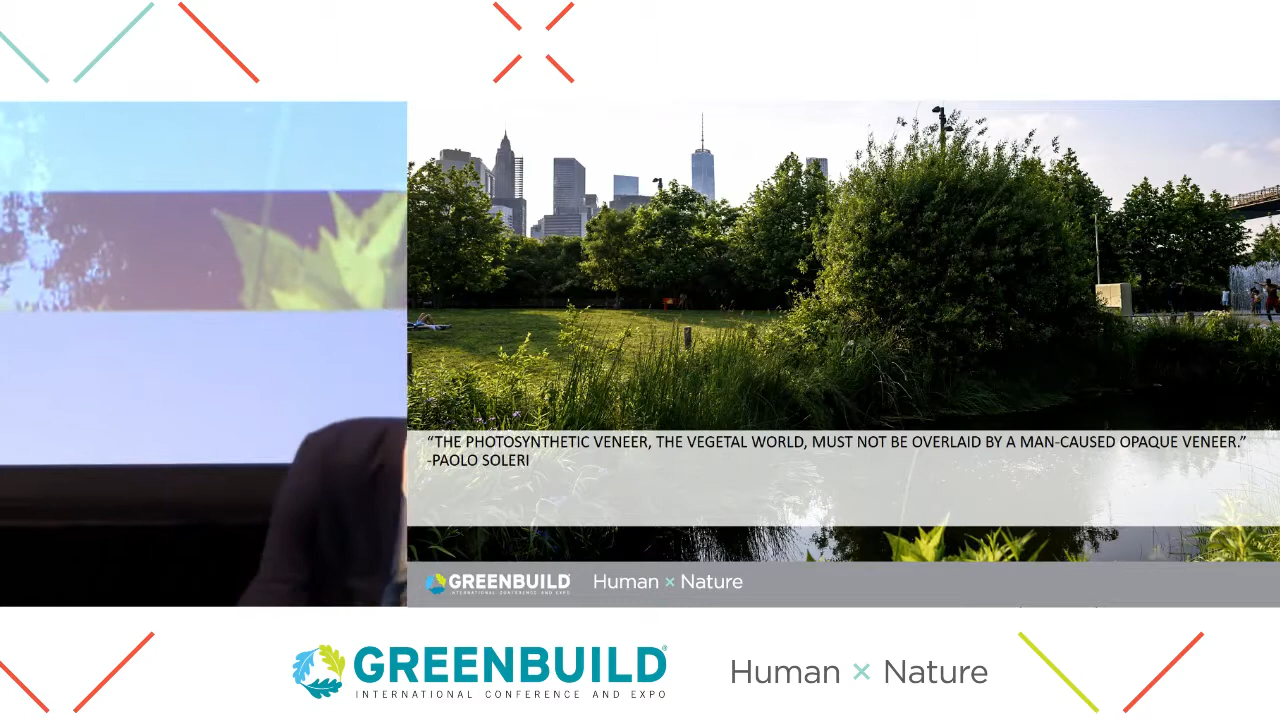 “THE PHOTOSYNTHETIC VENEER, THE VEGETAL WORLD, MUST NOT BE OVERLAID BY A MAN-CAUSED OPAQUE VENEER.”
-PAOLO SOLERI
GREENBUILD
INTERNATIONAL CONFERENCE AND EXPO
Human × Nature
GREENBUILD®
INTERNATIONAL CONFERENCE AND EXPO
Human × Nature